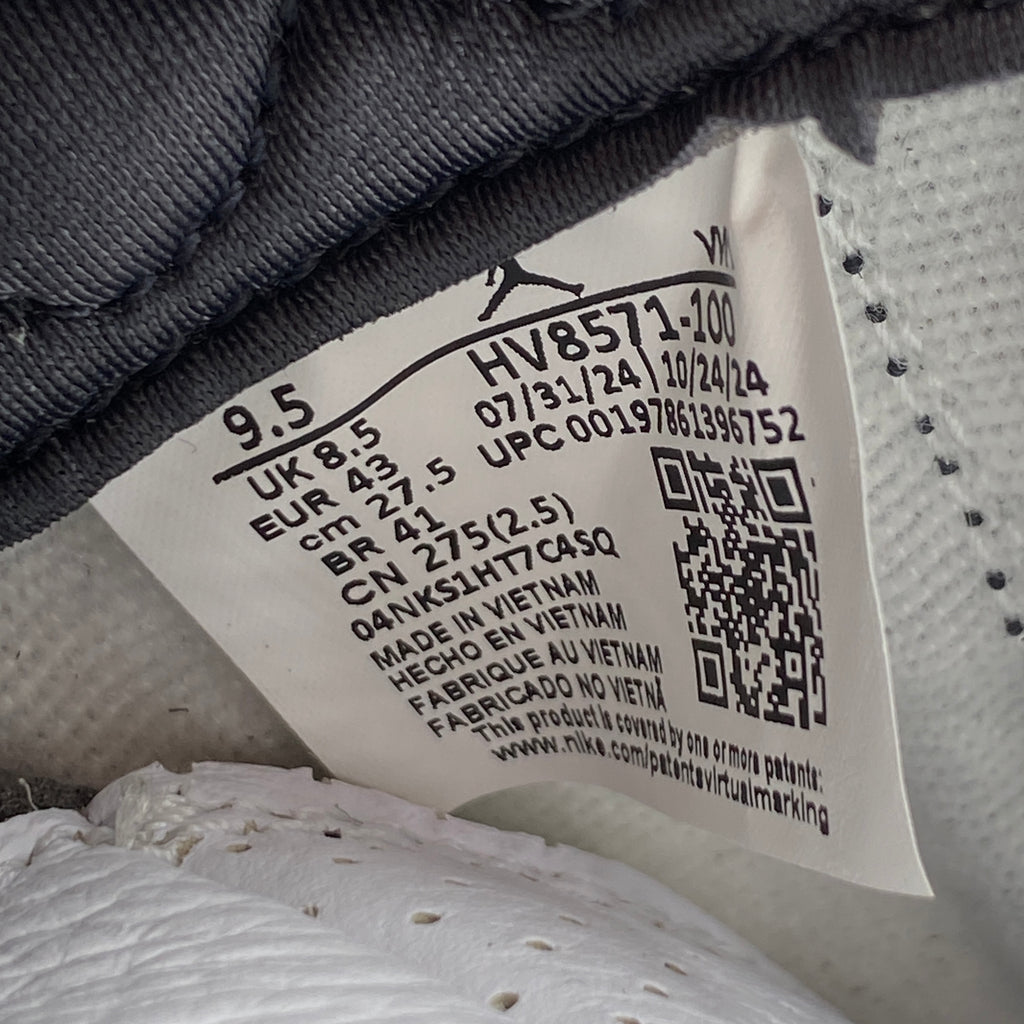 VN
HV8571-100
07/31/24 10/24/24
UPC 00197861396752
9.5
UK 8.5
EUR 43
cm 27.5
BR 41
CN 275(2.5)
04NKS1HT7C4SQ
MADE IN VIETNAM
HECHO EN VIETNAM
FABRIQUE AU VIETNAM
FABRICADO NO VIETNÃ
This product is covered by one or more patents:
www.nike.com/patentsvirtualmarking